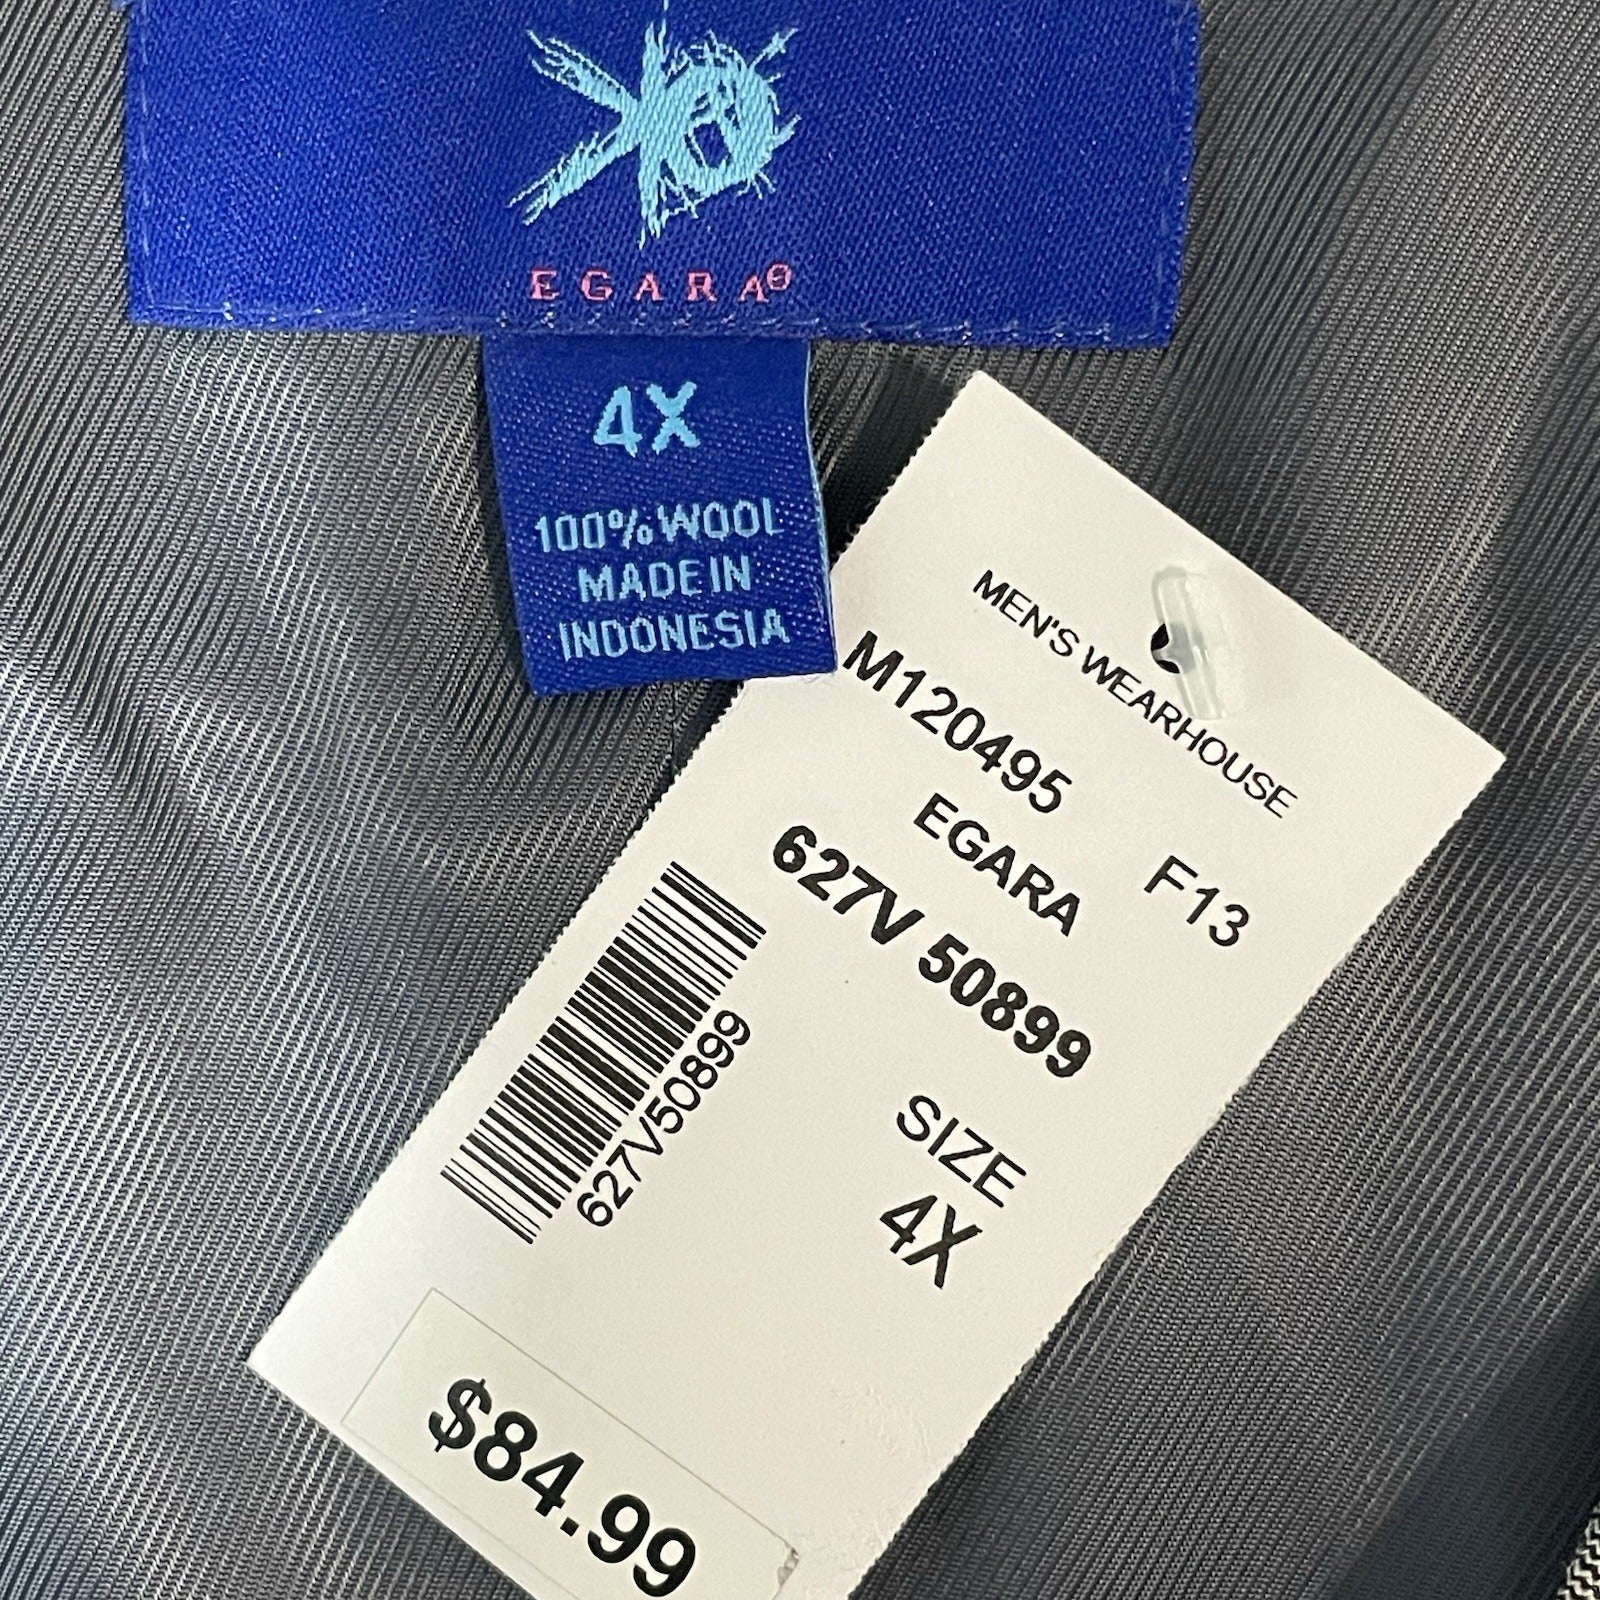 EGARA®
4X
100% WOOL
MADE IN
INDONESIA
MEN'S WEARHOUSE
M120495
EGARA F13
627V 50899
627V50899
SIZE
4X
$84.99